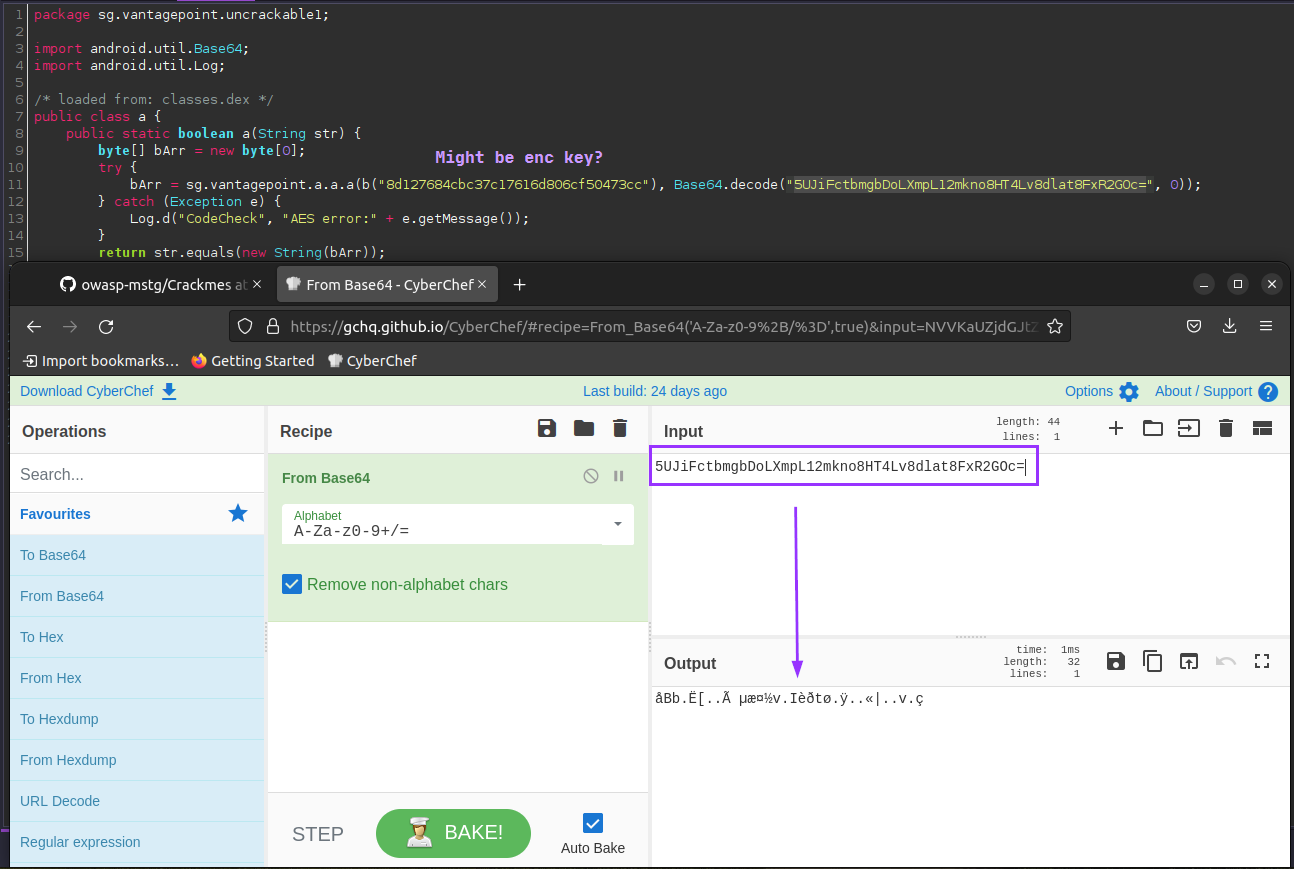 1 package sg.vantagepoint.uncrackable1;
2
3 import android.util.Base64;
4 import android.util.Log;
5
6 /* loaded from: classes.dex */
7 public class a {
8 public static boolean a(String str) {
9 byte[] bArr = new byte[0];
Might be enc key?
10 try {
11 bArr = sg.vantagepoint.a.a.a(b("8d127684cbc37c17616d806cf50473cc"), Base64.decode("5UJiFctbmgbDoLXmpL12mkno8HT4Lv8dlat8FxR2GOc=", 0));
12 } catch (Exception e) {
13 Log.d("CodeCheck", "AES error:" + e.getMessage());
14 }
15 return str.equals(new String(bArr));
owasp-mstg/Crackmes at
From Base64 - CyberChef
https://gchq.github.io/CyberChef/#recipe=From_Base64('A-Za-z0-9%2B/%3D',true)&input=NVVKaUZjdGJtZ
Import bookmarks…
Getting Started
CyberChef
Download CyberChef
Last build: 24 days ago
Options
About / Support
Operations
Recipe
Input
length: 44
lines: 1
Search...
From Base64
5UJiFctbmgbDoLXmpL12mkno8HT4Lv8dlat8FxR2GOc=
Favourites
Alphabet
A-Za-z0-9+/=
To Base64
Remove non-alphabet chars
From Base64
To Hex
From Hex
To Hexdump
From Hexdump
URL Decode
Regular expression
Output
time: 1ms
length: 32
lines: 1
åBb.Ë[..Ã µæ¤½v.Ièðtø.ÿ..«|..v.ç
STEP
BAKE!
Auto Bake